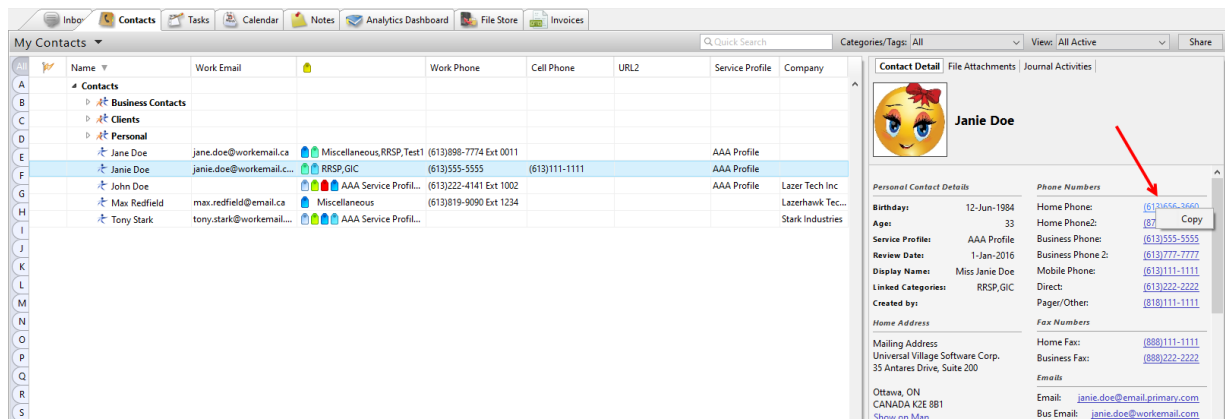 Inbox Contacts Tasks Calendar Notes Analytics Dashboard File Store Invoices
My Contacts Quick Search Categories/Tags: All View: All Active Share
All Name Work Email Work Phone Cell Phone URL2 Service Profile Company
A Contacts
B Business Contacts
C Clients
D Personal
E Jane Doe jane.doe@workemail.ca Miscellaneous,RRSP,Test1 (613)898-7774 Ext 0011 AAA Profile
F Janie Doe janie.doe@workemail.c... RRSP,GIC (613)555-5555 (613)111-1111 AAA Profile
G John Doe AAA Service Profil... (613)222-4141 Ext 1002 AAA Profile Lazer Tech Inc
H Max Redfield max.redfield@email.ca Miscellaneous (613)819-9090 Ext 1234 Lazerhawk Tec...
I Tony Stark tony.stark@workemail.... AAA Service Profil... Stark Industries
J
K
L
M
N
O
P
Q
R
S
Contact Detail File Attachments Journal Activities
Janie Doe
Personal Contact Details
Birthday: 12-Jun-1984
Age: 33
Service Profile: AAA Profile
Review Date: 1-Jan-2016
Display Name: Miss Janie Doe
Linked Categories: RRSP,GIC
Created by:
Home Address
Mailing Address
Universal Village Software Corp.
35 Antares Drive, Suite 200
Ottawa, ON
CANADA K2E 8B1
Show on Map
Phone Numbers
Home Phone: (613)656-3660
Copy
Home Phone2: (87
Business Phone: (613)555-5555
Business Phone 2: (613)777-7777
Mobile Phone: (613)111-1111
Direct: (613)222-2222
Pager/Other: (818)111-1111
Fax Numbers
Home Fax: (888)111-1111
Business Fax: (888)222-2222
Emails
Email: janie.doe@email.primary.com
Bus Email: janie.doe@workemail.com